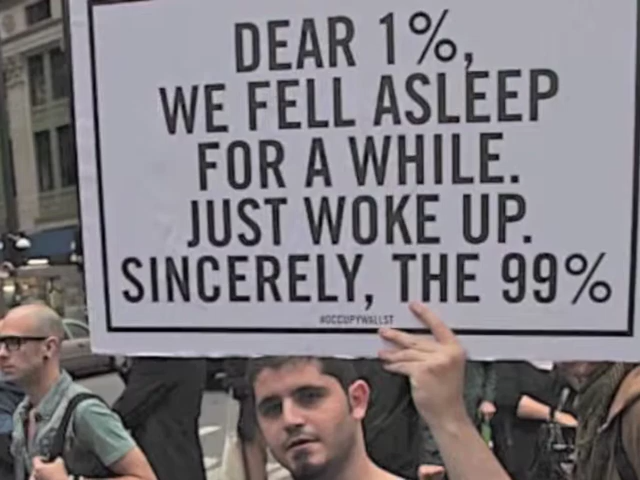 DEAR 1%,
WE FELL ASLEEP
FOR A WHILE.
JUST WOKE UP.
SINCERELY, THE 99%
#OCCUPYWALLST